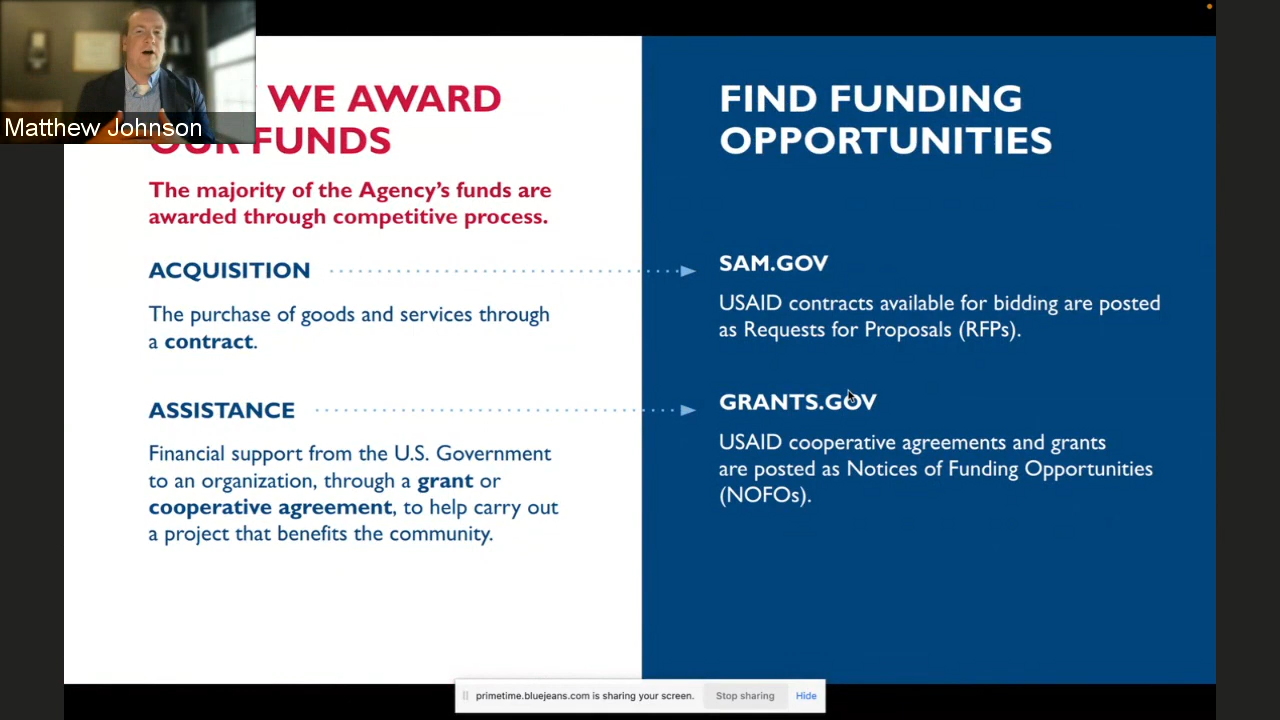 Matthew Johnson
WE AWARD
OUR FUNDS
The majority of the Agency's funds are
awarded through competitive process.
ACQUISITION
The purchase of goods and services through
a contract.
ASSISTANCE
Financial support from the U.S. Government
to an organization, through a grant or
cooperative agreement, to help carry out
a project that benefits the community.
FIND FUNDING
OPPORTUNITIES
SAM.GOV
USAID contracts available for bidding are posted
as Requests for Proposals (RFPs).
GRANTS.GOV
USAID cooperative agreements and grants
are posted as Notices of Funding Opportunities
(NOFOs).
primetime.bluejeans.com is sharing your screen.
Stop sharing
Hide